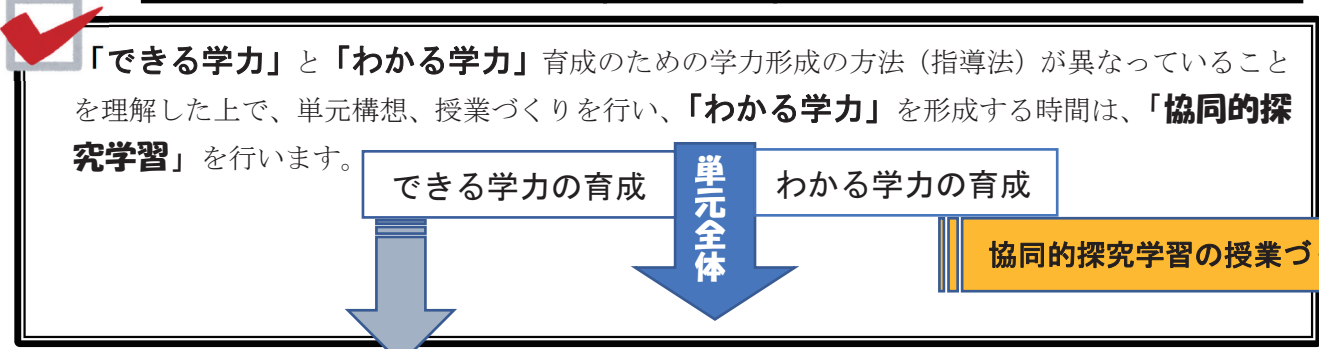 「できる学力」と「わかる学力」育成のための学力形成の方法（指導法）が異なっていること
を理解した上で、単元構想、授業づくりを行い、「わかる学力」を形成する時間は、「協同的探
究学習」を行います。
できる学力の育成
単元全体
わかる学力の育成
協同的探究学習の授業づ